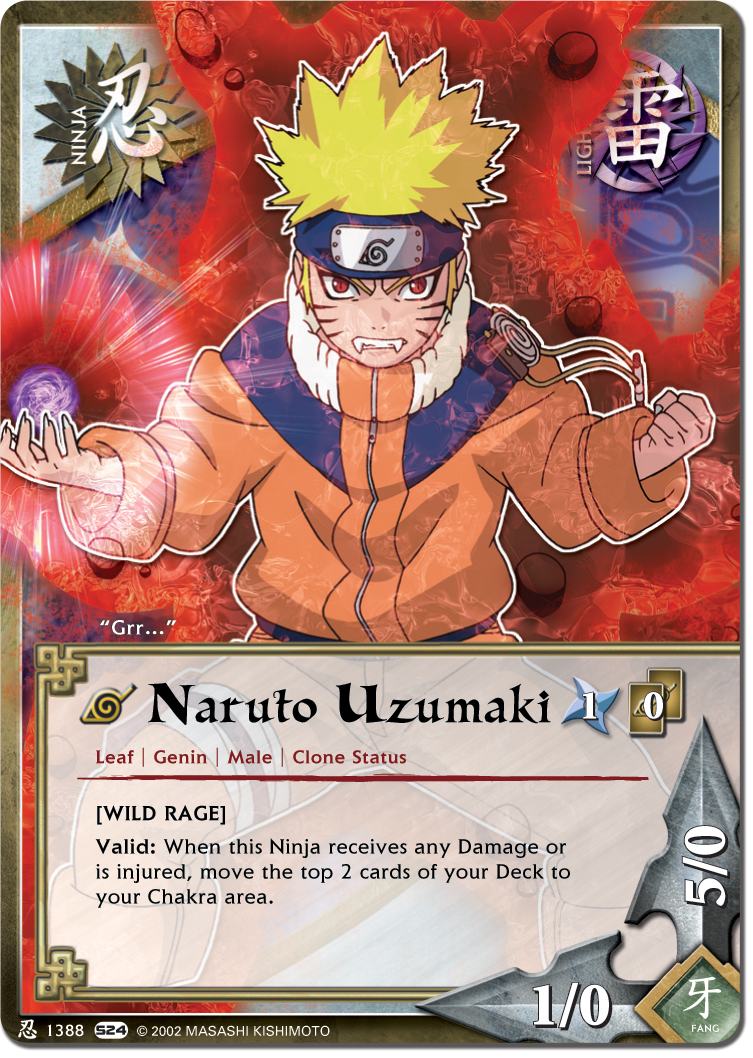 忍
NINJA
雷
LIGH
"Grr..."
Naruto Uzumaki 1 0
Leaf | Genin | Male | Clone Status
[WILD RAGE]
Valid: When this Ninja receives any Damage or
is injured, move the top 2 cards of your Deck to
your Chakra area.
5/0
1/0
牙
FANG
忍 1388 S24 © 2002 MASASHI KISHIMOTO